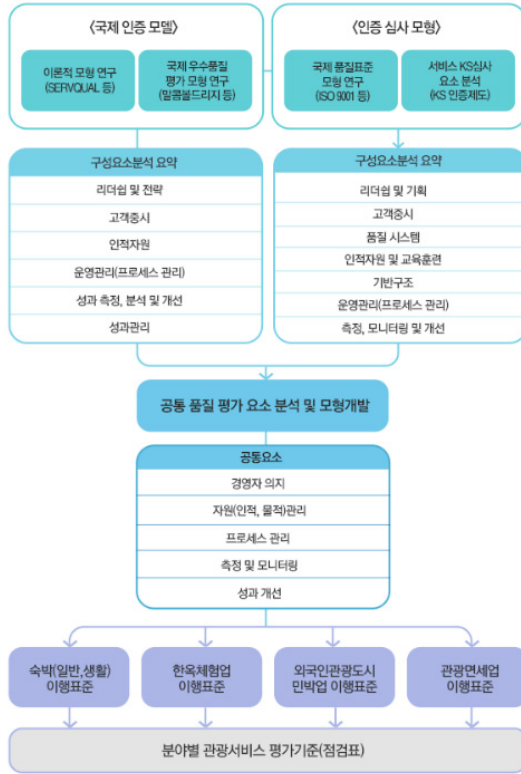 〈국제 인증 모델〉
이론적 모형 연구
(SERVQUAL 등)
국제 우수품질
평가 모형 연구
(말콤볼드리지 등)
〈인증 심사 모형〉
국제 품질표준
모형 연구
(ISO 9001 등)
서비스 KS심사
요소 분석
(KS 인증제도)
구성요소분석 요약
리더쉽 및 전략
고객중시
인적자원
운영관리(프로세스 관리)
성과 측정, 분석 및 개선
성과관리
구성요소분석 요약
리더쉽 및 기획
고객중시
품질 시스템
인적자원 및 교육훈련
기반구조
운영관리(프로세스 관리)
측정, 모니터링 및 개선
공통 품질 평가 요소 분석 및 모형개발
공통요소
경영자 의지
자원(인적, 물적)관리
프로세스 관리
측정 및 모니터링
성과 개선
숙박(일반,생활)
이행표준
한옥체험업
이행표준
외국인관광도시
민박업 이행표준
관광면세업
이행표준
분야별 관광서비스 평가기준(점검표)